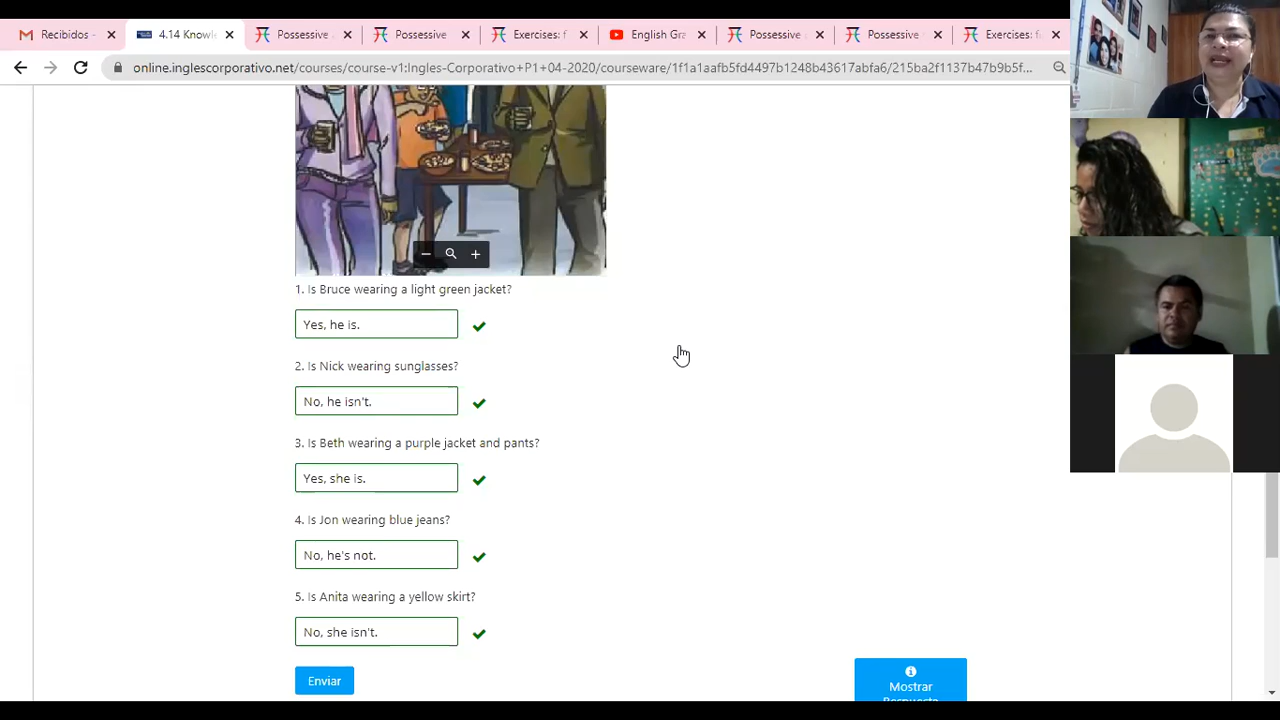 Recibidos -
4.14 Knowl
Possessive
Possessive
Exercises: f
English Gra
Possessive
Possessive
Exercises: f
online.inglescorporativo.net/courses/course-v1:Ingles-Corporativo+P1+04-2020/courseware/1f1a1aafb5fd4497b1248b43617abfa6/215ba2f1137b47b9b5f...
1. Is Bruce wearing a light green jacket?
Yes, he is.
2. Is Nick wearing sunglasses?
No, he isn't.
3. Is Beth wearing a purple jacket and pants?
Yes, she is.
4. Is Jon wearing blue jeans?
No, he's not.
5. Is Anita wearing a yellow skirt?
No, she isn't.
Enviar
Mostrar